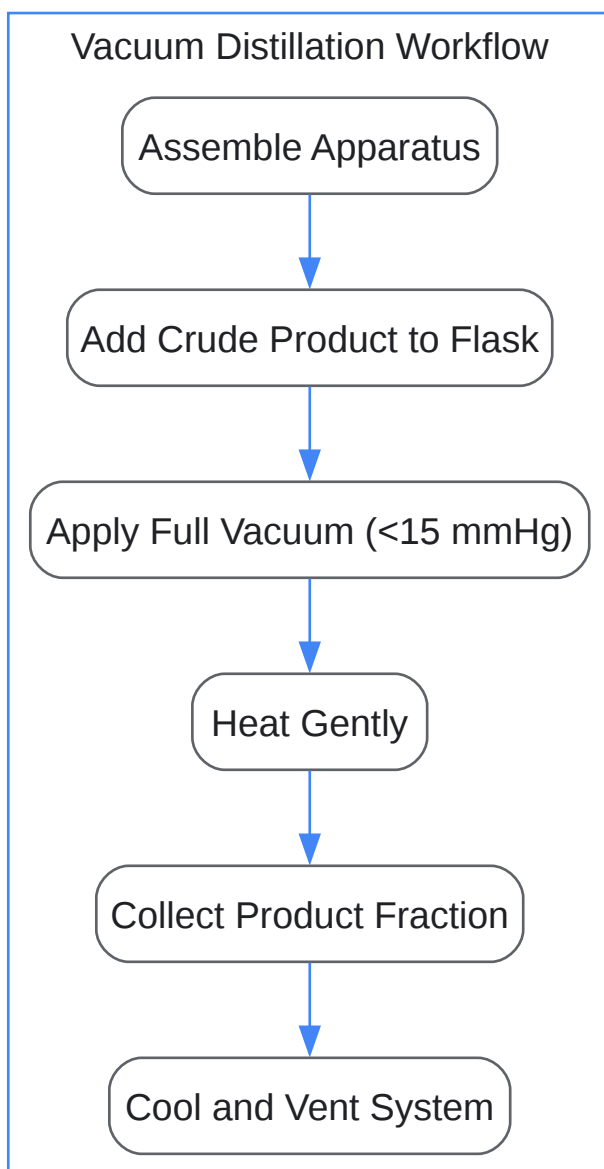 Vacuum Distillation Workflow
Assemble Apparatus
Add Crude Product to Flask
Apply Full Vacuum (<15 mmHg)
Heat Gently
Collect Product Fraction
Cool and Vent System